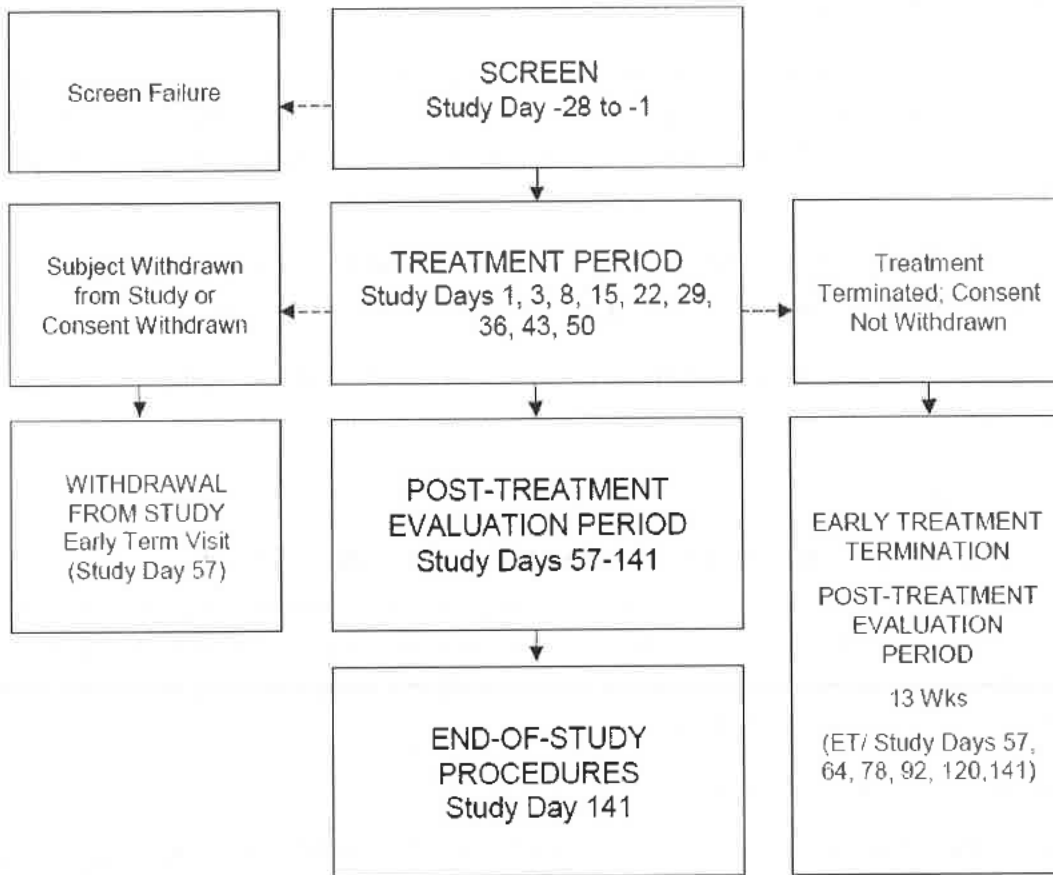 Screen Failure
SCREEN
Study Day -28 to -1
Subject Withdrawn
from Study or
Consent Withdrawn
TREATMENT PERIOD
Study Days 1, 3, 8, 15, 22, 29,
36, 43, 50
Treatment
Terminated; Consent
Not Withdrawn
WITHDRAWAL
FROM STUDY
Early Term Visit
(Study Day 57)
POST-TREATMENT
EVALUATION PERIOD
Study Days 57-141
EARLY TREATMENT
TERMINATION
POST-TREATMENT
EVALUATION
PERIOD
13 Wks
(ET/ Study Days 57,
64, 78, 92, 120,141)
END-OF-STUDY
PROCEDURES
Study Day 141